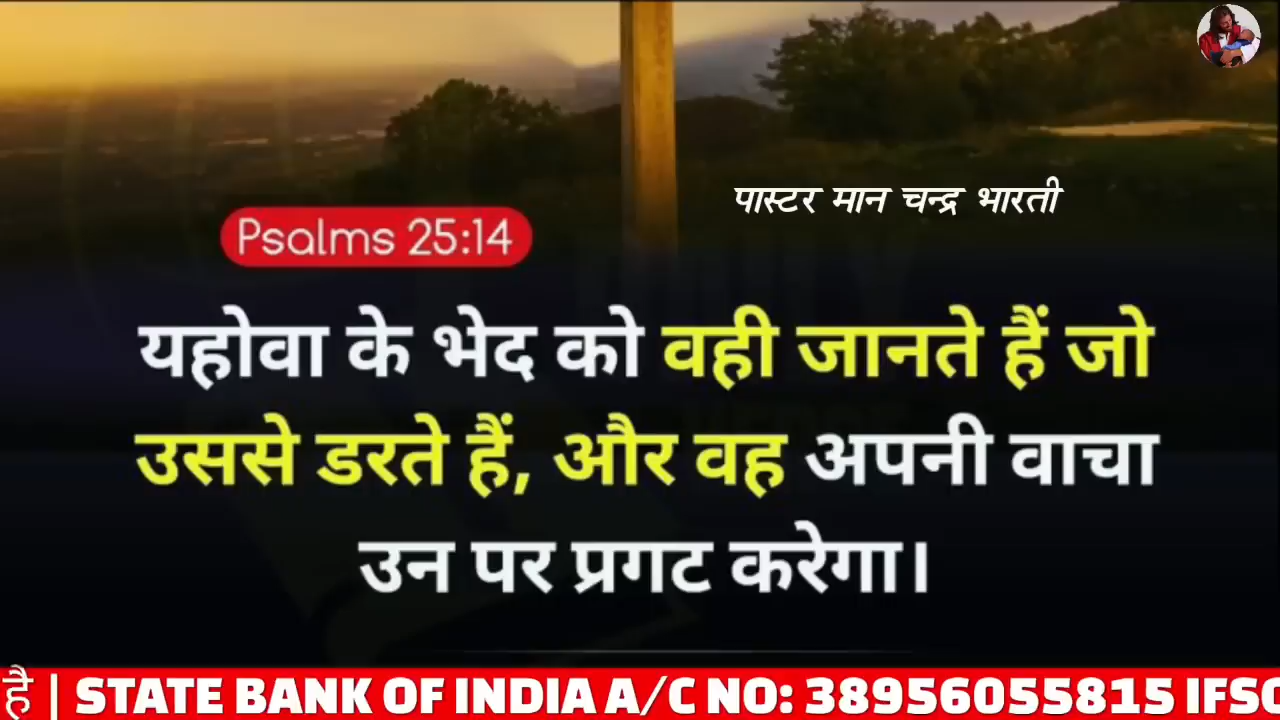 पास्टर मान चन्द्र भारती
Psalms 25:14
यहोवा के भेद को वही जानते हैं जो
उससे डरते हैं, और वह अपनी वाचा
उन पर प्रगट करेगा।
है | STATE BANK OF INDIA A/C NO: 38956055815 IFSC